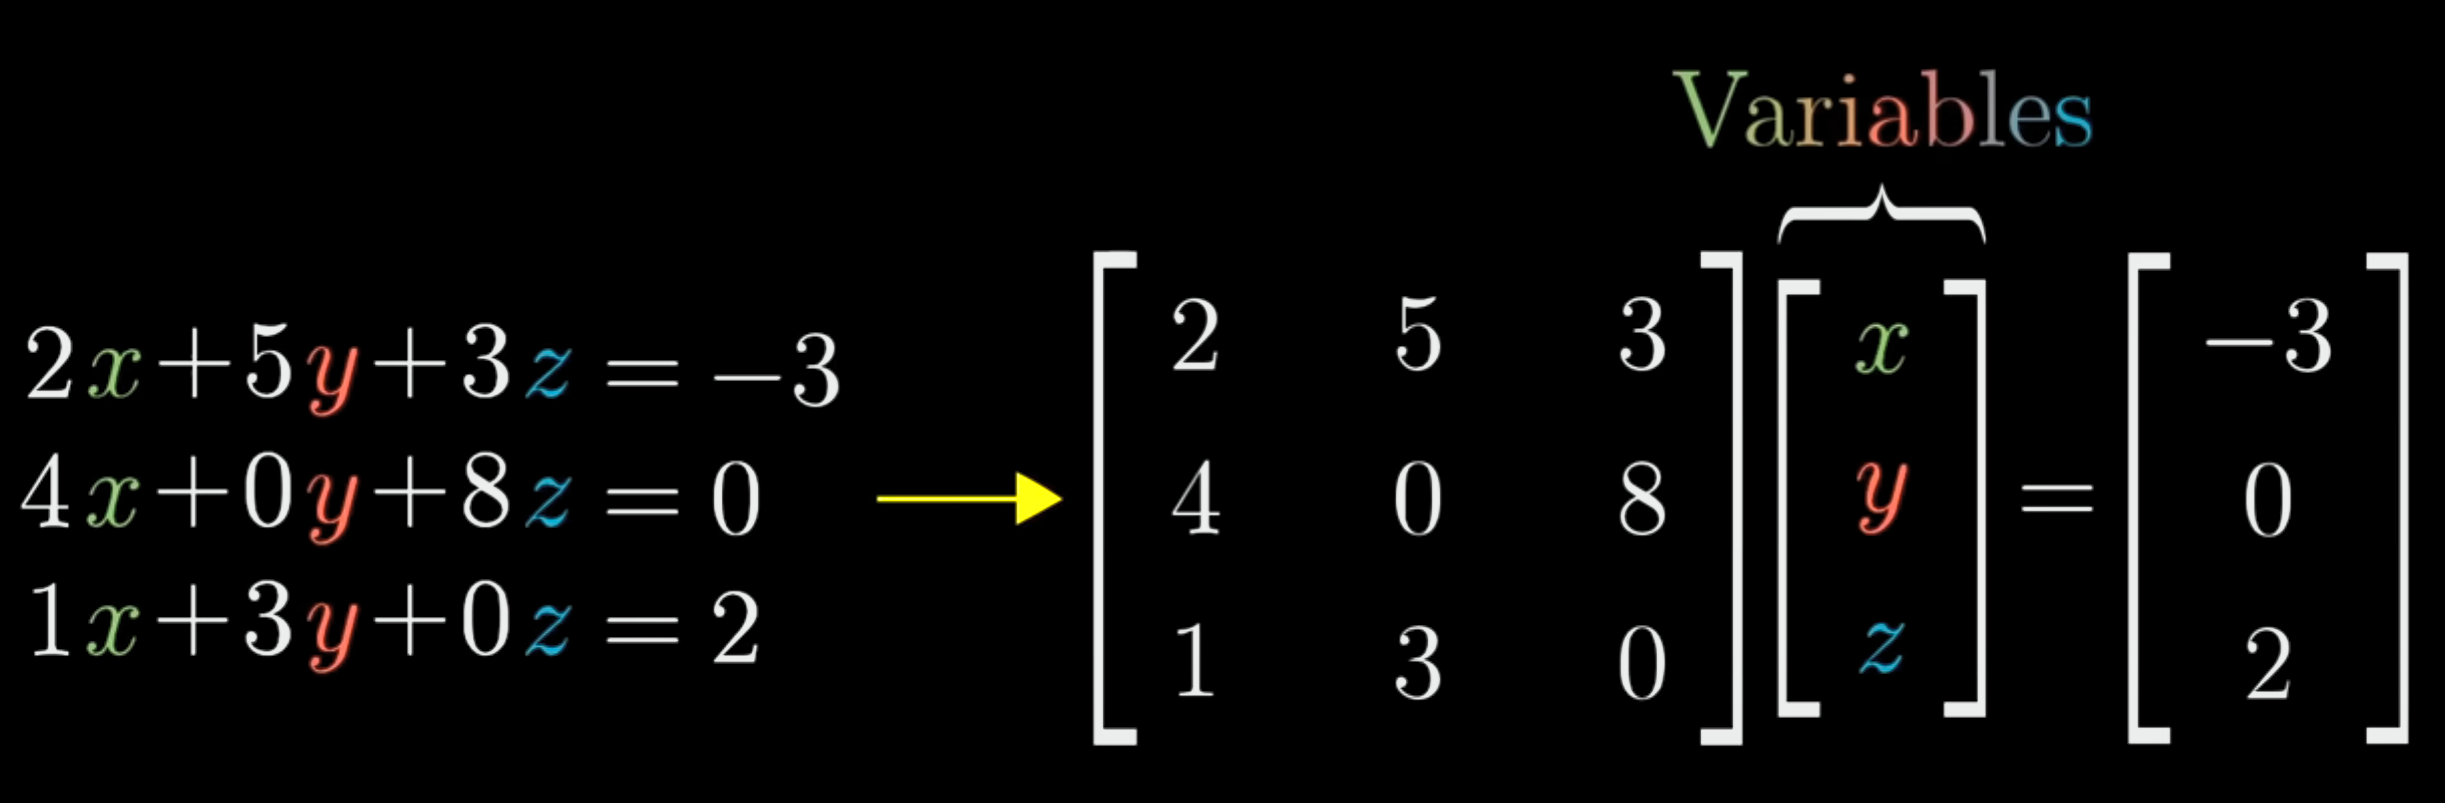 Variables
2x+5y+3z = −3
4x+0y+8z = 0
1x+3y+0z = 2
2 5 3
4 0 8
1 3 0
x
y
z
=
−3
0
2